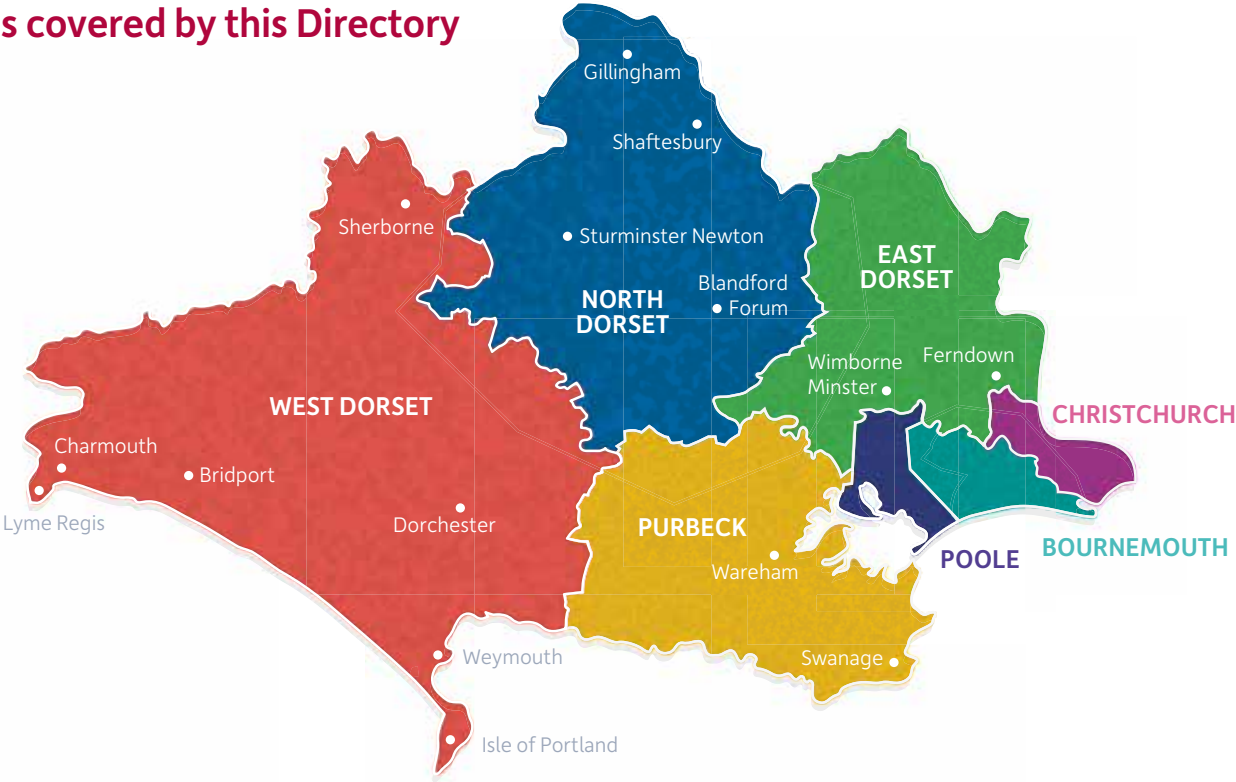 s covered by this Directory
Gillingham
Shaftesbury
Sherborne
Sturminster Newton
EAST
DORSET
Blandford
Forum
NORTH
DORSET
Wimborne
Minster
Ferndown
WEST DORSET
CHRISTCHURCH
Charmouth
Bridport
Lyme Regis
Dorchester
PURBECK
BOURNEMOUTH
POOLE
Wareham
Weymouth
Swanage
Isle of Portland